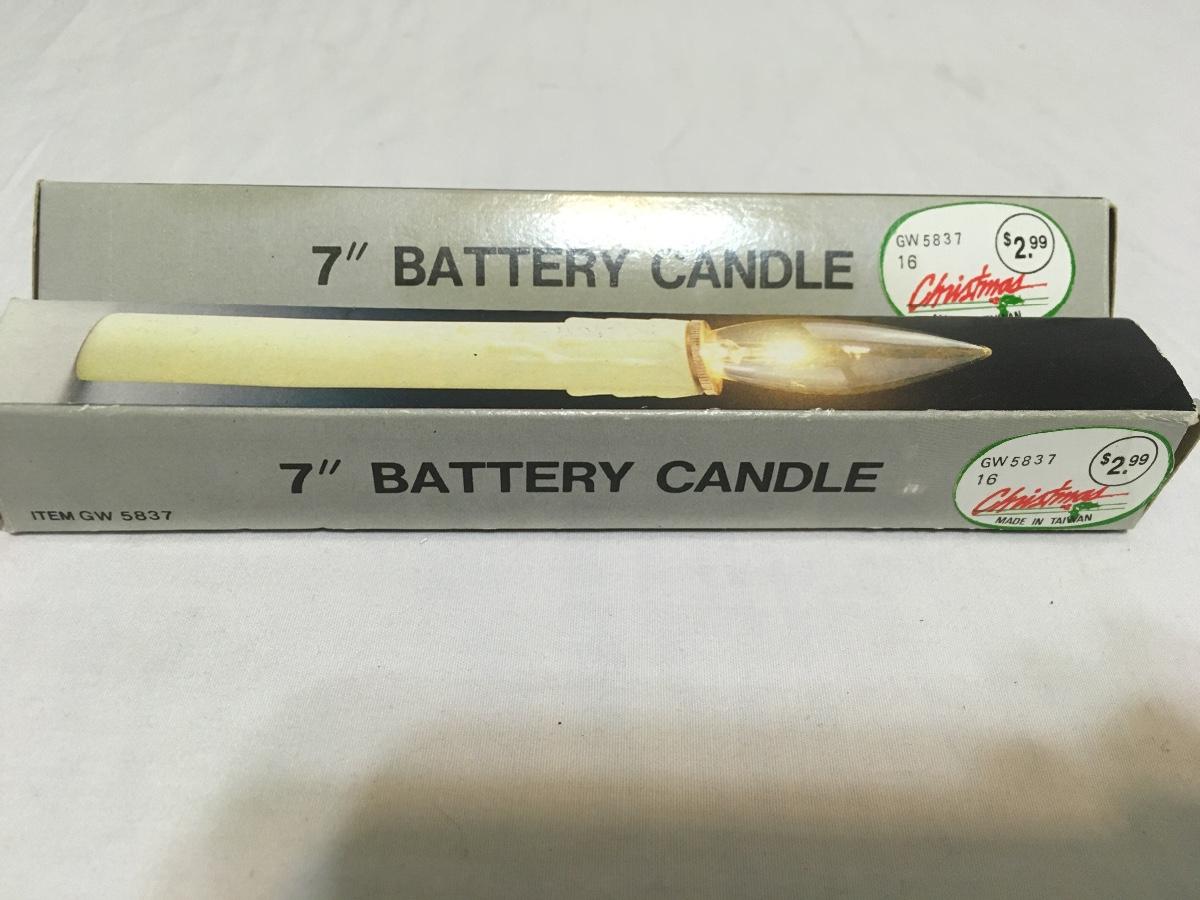 7" BATTERY CANDLE
GW 5837
$2.99
16
Christmas
7" BATTERY CANDLE
ITEM GW 5837
GW 5837
$2.99
16
Christmas
MADE IN TAIWAN